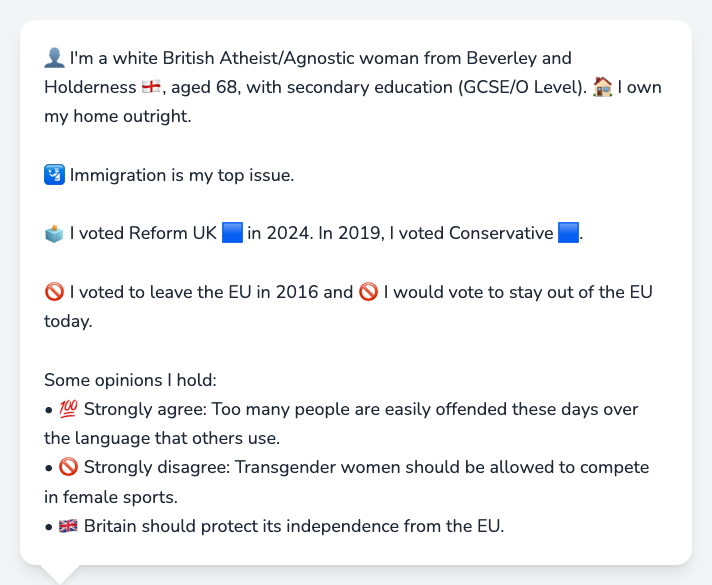 👤 I'm a white British Atheist/Agnostic woman from Beverley and
Holderness 🏴󠁧󠁢󠁥󠁮󠁧󠁿, aged 68, with secondary education (GCSE/O Level). 🏠 I own
my home outright.
🛂 Immigration is my top issue.
🗳️ I voted Reform UK 🟦 in 2024. In 2019, I voted Conservative 🟦.
🚫 I voted to leave the EU in 2016 and 🚫 I would vote to stay out of the EU
today.
Some opinions I hold:
• 💯 Strongly agree: Too many people are easily offended these days over
the language that others use.
• 🚫 Strongly disagree: Transgender women should be allowed to compete
in female sports.
• 🇬🇧 Britain should protect its independence from the EU.